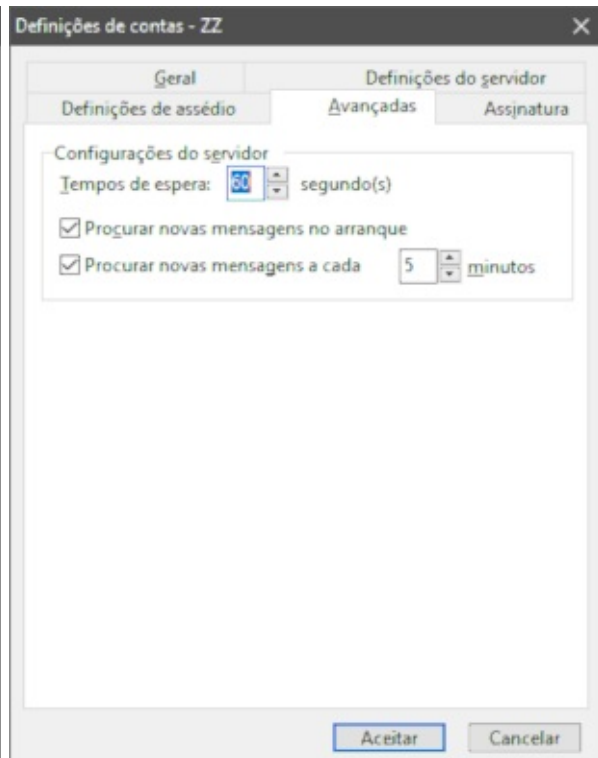 Definições de contas - ZZ
Geral Definições do servidor
Definições de assédio Avançadas Assinatura
Configurações do servidor
Tempos de espera: 60 segundo(s)
Procurar novas mensagens no arranque
Procurar novas mensagens a cada 5 minutos
Aceitar Cancelar